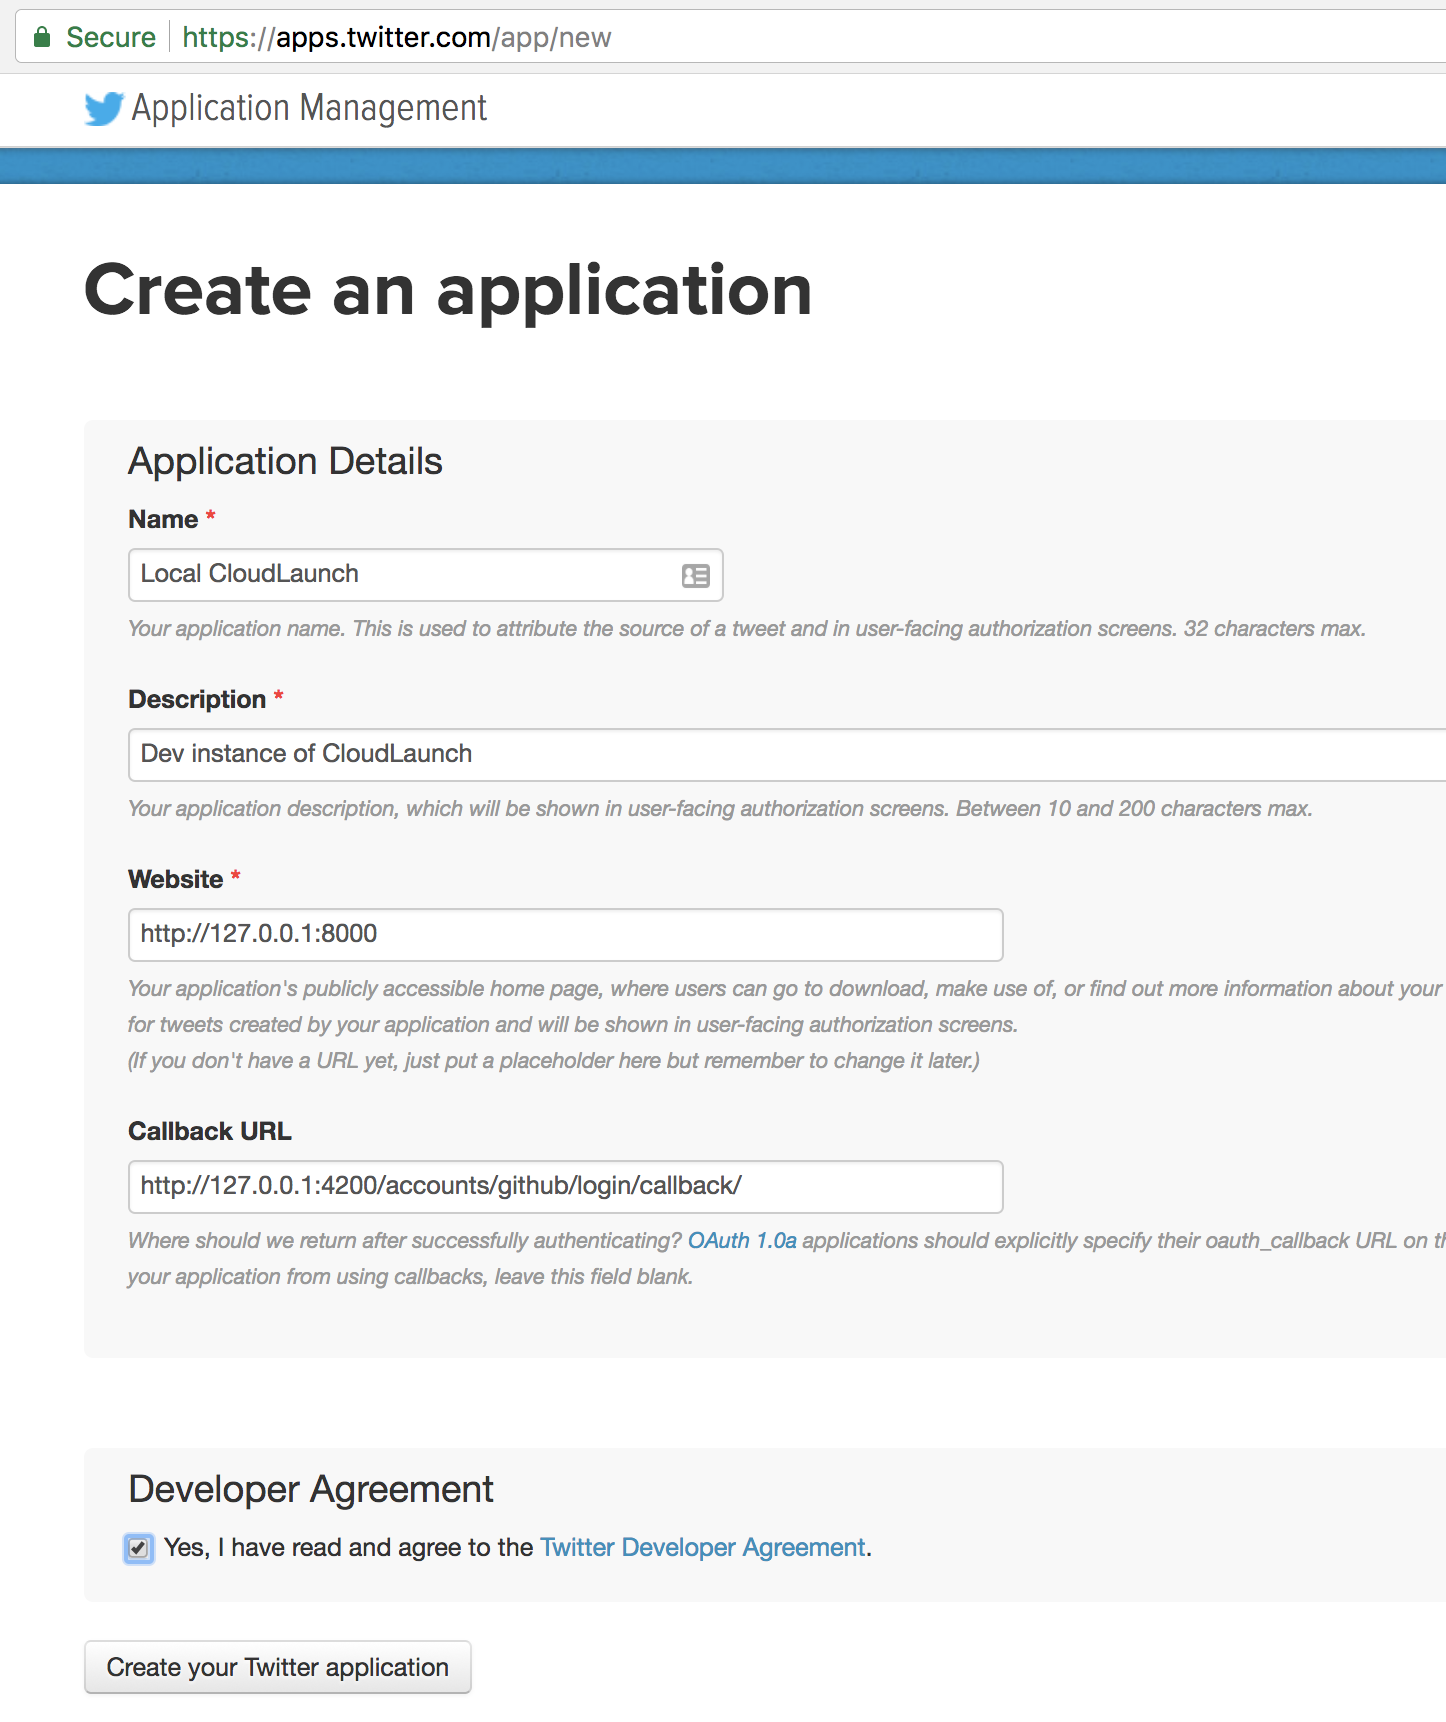 Secure https://apps.twitter.com/app/new
Application Management
Create an application
Application Details
Name *
Local CloudLaunch
Your application name. This is used to attribute the source of a tweet and in user-facing authorization screens. 32 characters max.
Description *
Dev instance of CloudLaunch
Your application description, which will be shown in user-facing authorization screens. Between 10 and 200 characters max.
Website *
http://127.0.0.1:8000
Your application's publicly accessible home page, where users can go to download, make use of, or find out more information about your
for tweets created by your application and will be shown in user-facing authorization screens.
(If you don't have a URL yet, just put a placeholder here but remember to change it later.)
Callback URL
http://127.0.0.1:4200/accounts/github/login/callback/
Where should we return after successfully authenticating? OAuth 1.0a applications should explicitly specify their oauth_callback URL on
your application from using callbacks, leave this field blank.
Developer Agreement
Yes, I have read and agree to the Twitter Developer Agreement.
Create your Twitter application